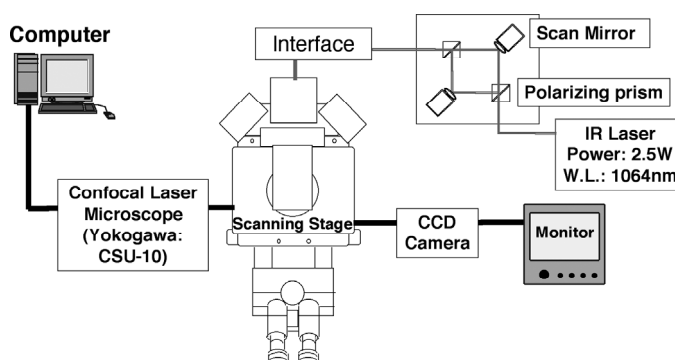 Computer
Interface
Scan Mirror
Polarizing prism
IR Laser
Power: 2.5W
W.L.: 1064nm
Confocal Laser
Microscope
(Yokogawa:
CSU-10)
Scanning Stage
CCD
Camera
Monitor